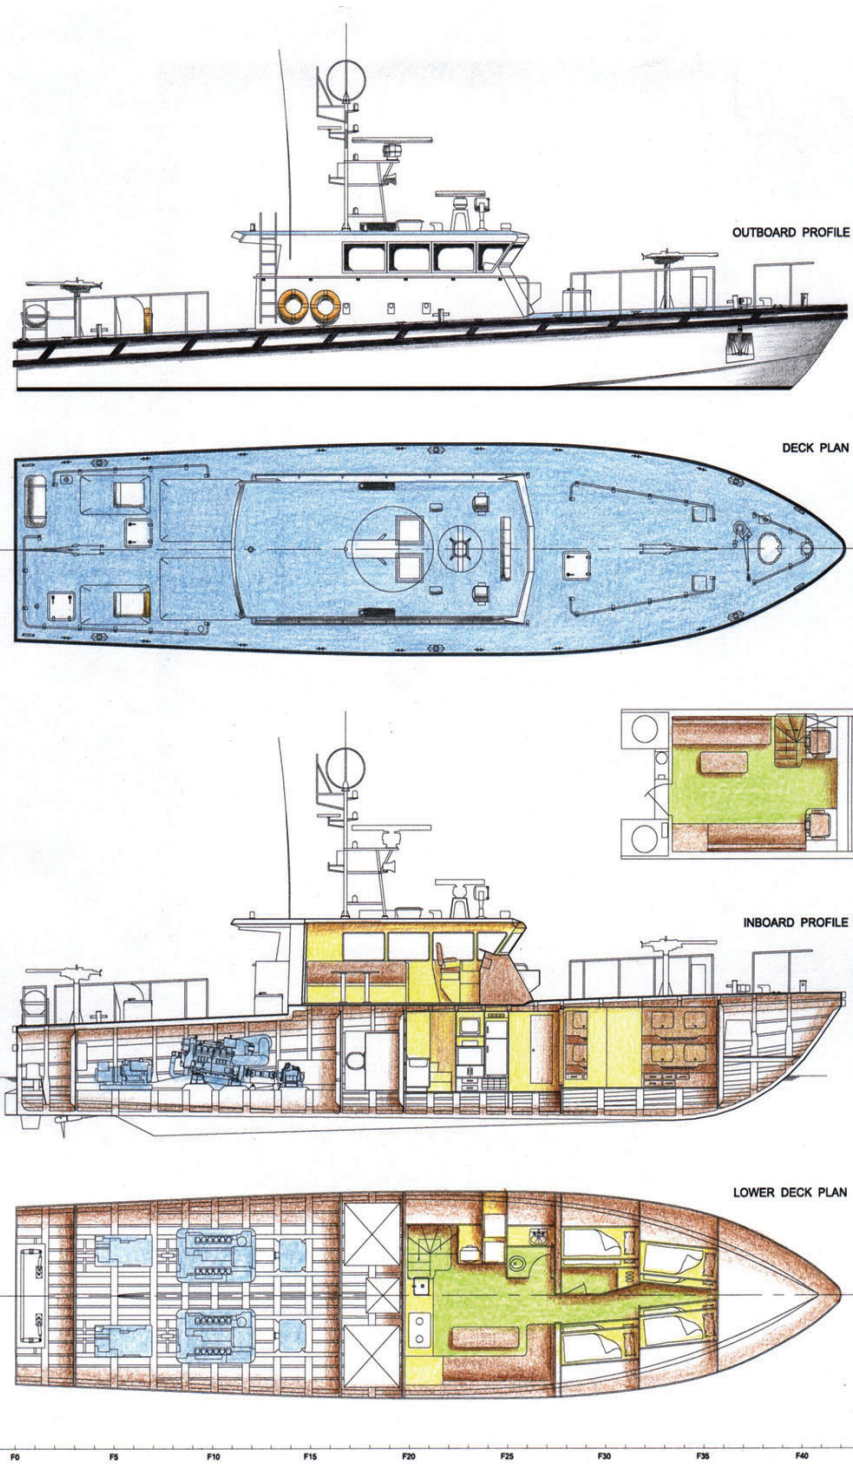 OUTBOARD PROFILE
DECK PLAN
INBOARD PROFILE
LOWER DECK PLAN
F0 F5 F10 F15 F20 F25 F30 F35 F40